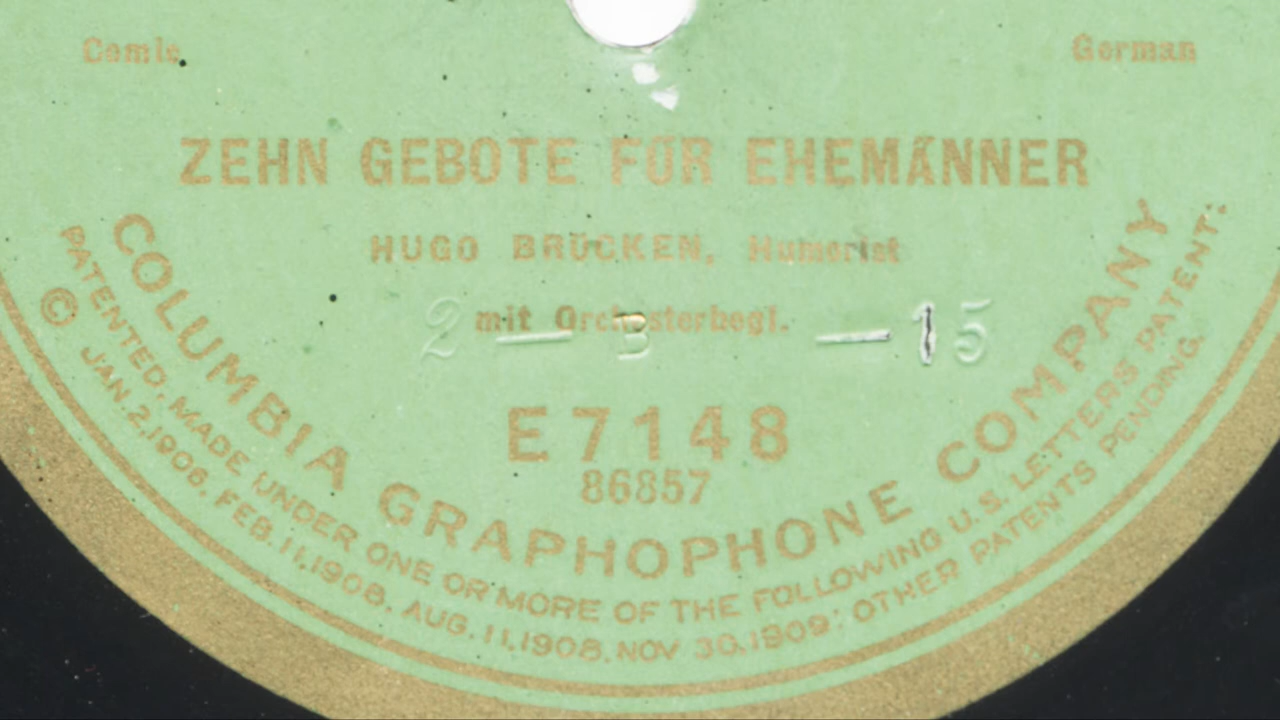 Comic.
German
ZEHN GEBOTE FÜR EHEMÄNNER
HUGO BRÜCKEN, Humorist
mit Orchesterbegl.
2 — B — 15
E7148
86857
COLUMBIA GRAPHOPHONE COMPANY
PATENTED, MADE UNDER ONE OR MORE OF THE FOLLOWING U.S. LETTERS PATENT:
© JAN.2,1906, FEB.11,1908, AUG.11,1908, NOV 30,1909: OTHER PATENTS PENDING.